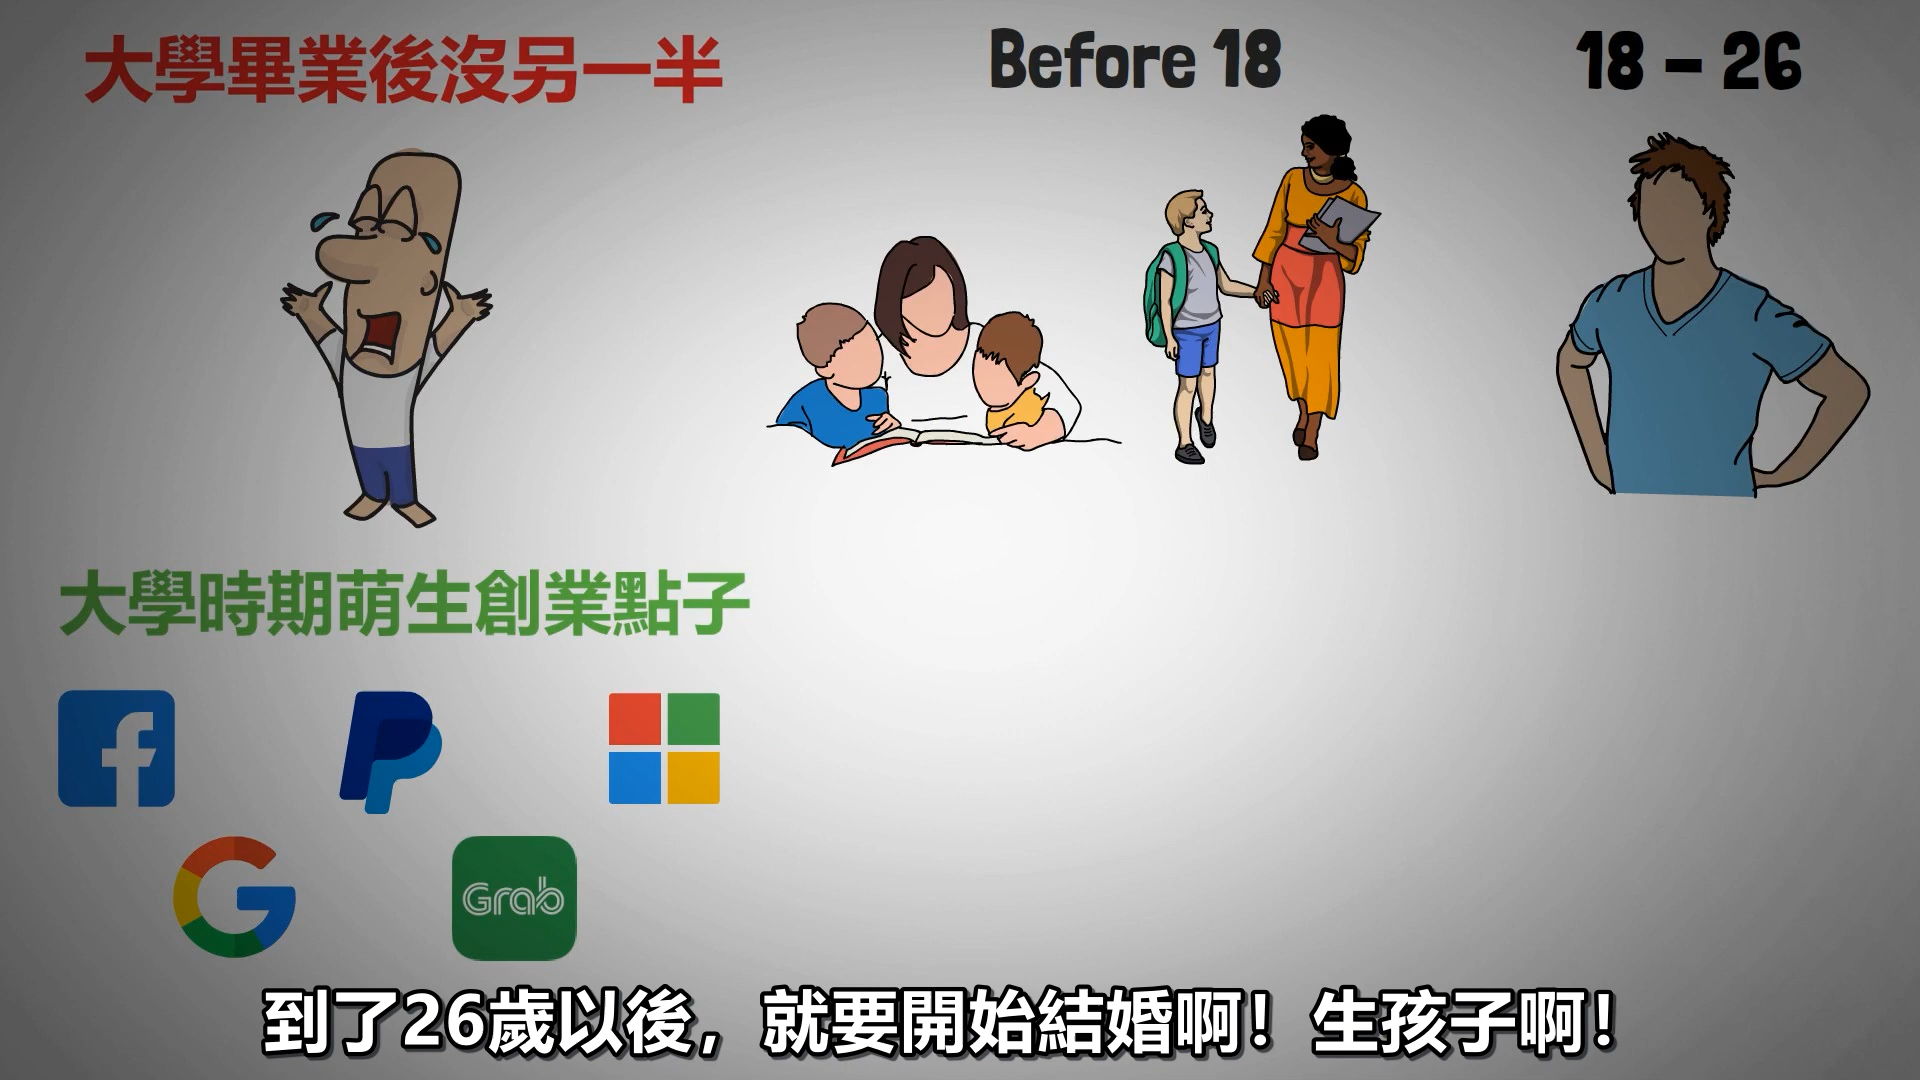 大學畢業後沒另一半
Before 18
18 - 26
大學時期萌生創業點子
Grab
到了26歲以後，就要開始結婚啊！生孩子啊！